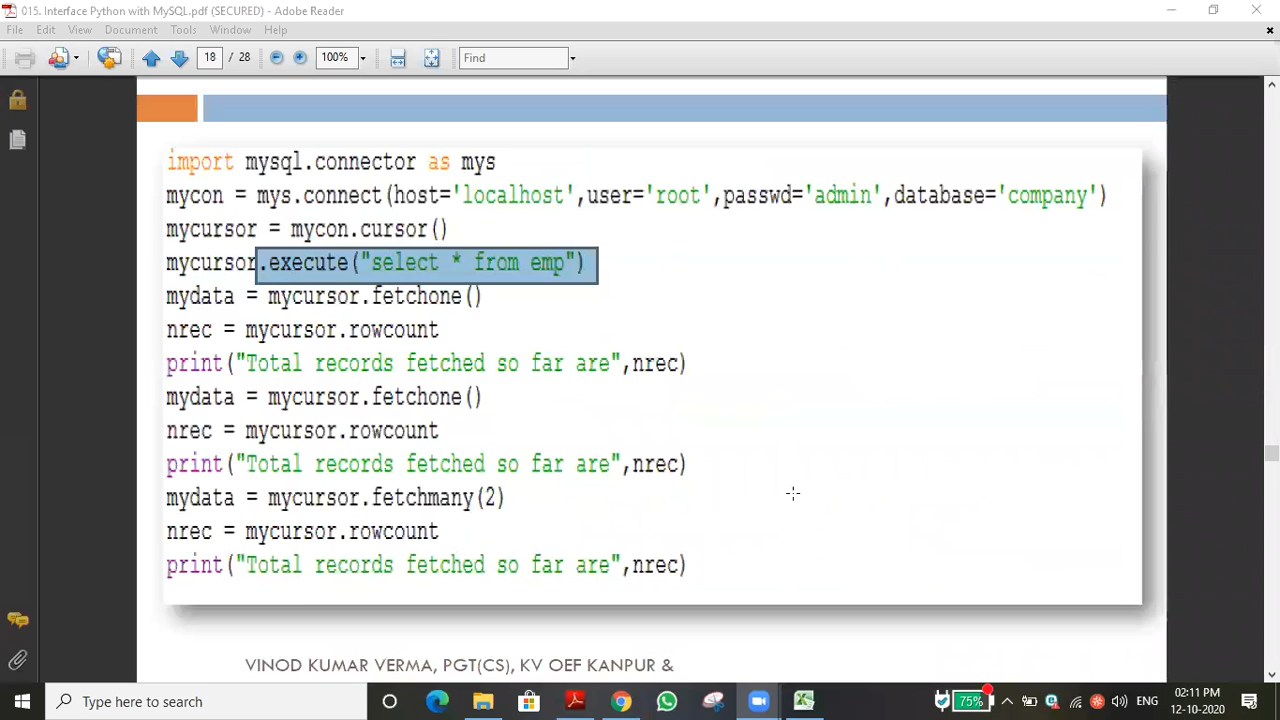 015. Interface Python with MySQL.pdf (SECURED) - Adobe Reader
File Edit View Document Tools Window Help
18 / 28 100% Find
import mysql.connector as mys
mycon = mys.connect(host='localhost',user='root',passwd='admin',database='company')
mycursor = mycon.cursor()
mycursor.execute("select * from emp")
mydata = mycursor.fetchone()
nrec = mycursor.rowcount
print("Total records fetched so far are",nrec)
mydata = mycursor.fetchone()
nrec = mycursor.rowcount
print("Total records fetched so far are",nrec)
mydata = mycursor.fetchmany(2)
nrec = mycursor.rowcount
print("Total records fetched so far are",nrec)
VINOD KUMAR VERMA, PGT(CS), KV OEF KANPUR &
Type here to search
75%
ENG
02:11 PM
12-10-2020